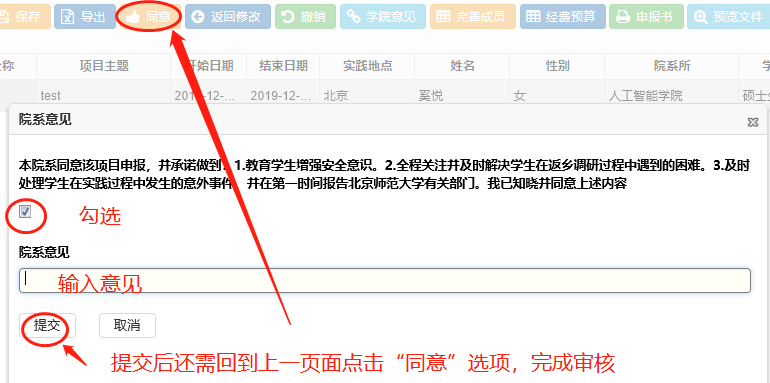 保存 导出 同意 返回修改 撤销 学院意见 完善成员 经费预算 申报书 预览文件
称 项目主题 开始日期 结束日期 实践地点 姓名 性别 院系所 学
test 2019-12-... 2019-12-... 北京 奚悦 女 人工智能学院 硕士生
院系意见
本院系同意该项目申报，并承诺做到：1.教育学生增强安全意识。2.全程关注并及时解决学生在返乡调研过程中遇到的困难。3.及时
处理学生在实践过程中发生的意外事件，并在第一时间报告北京师范大学有关部门。我已知晓并同意上述内容
勾选
院系意见
输入意见
提交 取消
提交后还需回到上一页面点击“同意”选项，完成审核